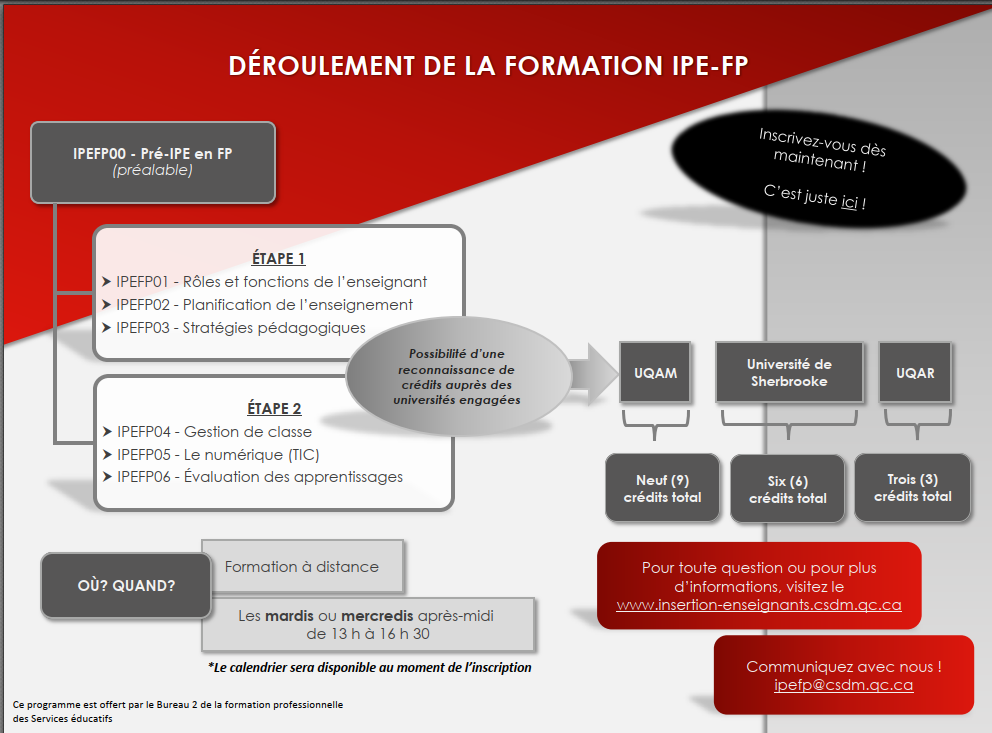 DÉROULEMENT DE LA FORMATION IPE-FP
IPEFP00 - Pré-IPE en FP
(préalable)
Inscrivez-vous dès
maintenant !
C'est juste ici !
ÉTAPE 1
➤ IPEFP01 - Rôles et fonctions de l'enseignant
➤ IPEFP02 - Planification de l'enseignement
➤ IPEFP03 - Stratégies pédagogiques
Possibilité d'une
reconnaissance de
crédits auprès des
universités engagées
ÉTAPE 2
➤ IPEFP04 - Gestion de classe
➤ IPEFP05 - Le numérique (TIC)
➤ IPEFP06 - Évaluation des apprentissages
UQAM
Université de
Sherbrooke
UQAR
Neuf (9)
crédits total
Six (6)
crédits total
Trois (3)
crédits total
OÙ? QUAND?
Formation à distance
Les mardis ou mercredis après-midi
de 13 h à 16 h 30
*Le calendrier sera disponible au moment de l'inscription
Pour toute question ou pour plus
d'informations, visitez le
www.insertion-enseignants.csdm.qc.ca
Communiquez avec nous !
ipefp@csdm.qc.ca
Ce programme est offert par le Bureau 2 de la formation professionnelle
des Services éducatifs